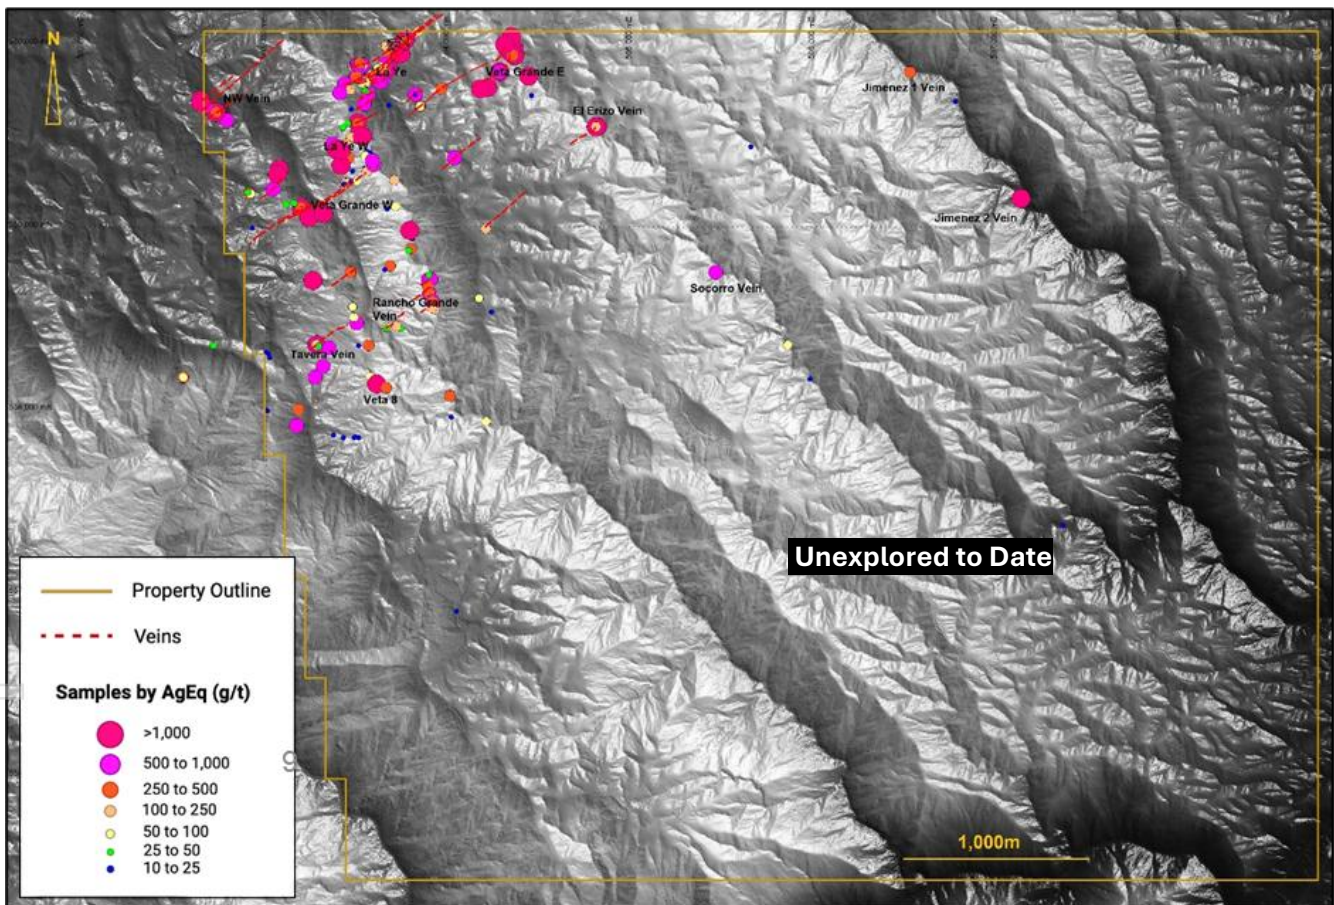 N
La Ye
Veta Grande E
NW Vein
El Erizo Vein
Jimenez 1 Vein
La Ye W
Veta Grande W
Jimenez 2 Vein
Socorro Vein
Rancho Grande
Vein
Tavera Vein
Veta 8
Unexplored to Date
Property Outline
Veins
Samples by AgEq (g/t)
>1,000
500 to 1,000
250 to 500
100 to 250
50 to 100
25 to 50
10 to 25
9
1,000m